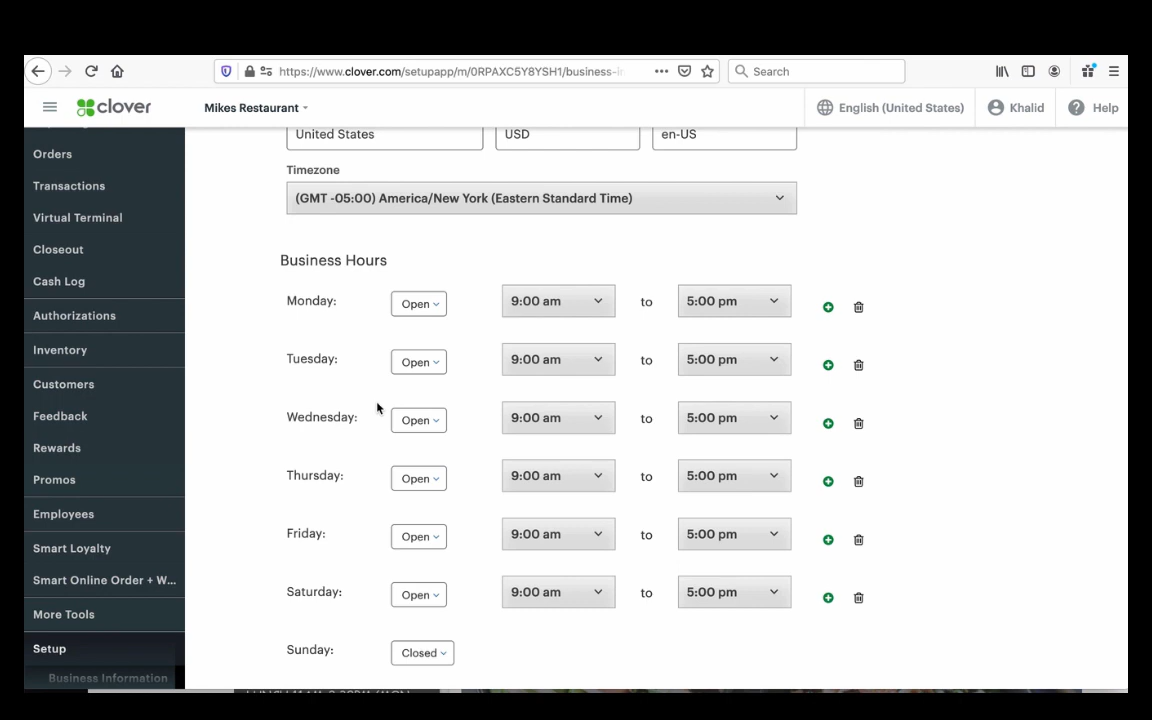 https://www.clover.com/setupapp/m/0RPAXC5Y8YSH1/business-i
Search
clover
Mikes Restaurant
English (United States)
Khalid
Help
Orders
Transactions
Virtual Terminal
Closeout
Cash Log
Authorizations
Inventory
Customers
Feedback
Rewards
Promos
Employees
Smart Loyalty
Smart Online Order + W...
More Tools
Setup
Business Information
United States
USD
en-US
Timezone
(GMT -05:00) America/New York (Eastern Standard Time)
Business Hours
Monday: Open 9:00 am to 5:00 pm
Tuesday: Open 9:00 am to 5:00 pm
Wednesday: Open 9:00 am to 5:00 pm
Thursday: Open 9:00 am to 5:00 pm
Friday: Open 9:00 am to 5:00 pm
Saturday: Open 9:00 am to 5:00 pm
Sunday: Closed